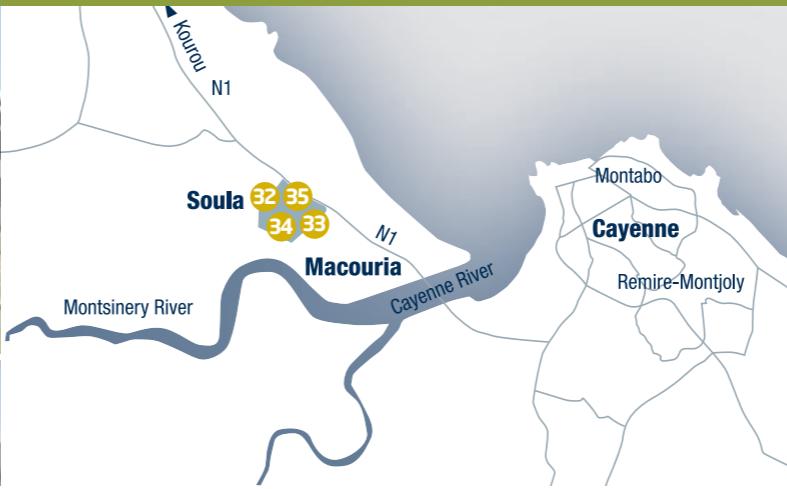 Kourou
N1
Montabo
Soula
32
35
34
33
N1
Cayenne
Macouria
Cayenne River
Remire-Montjoly
Montsinery River